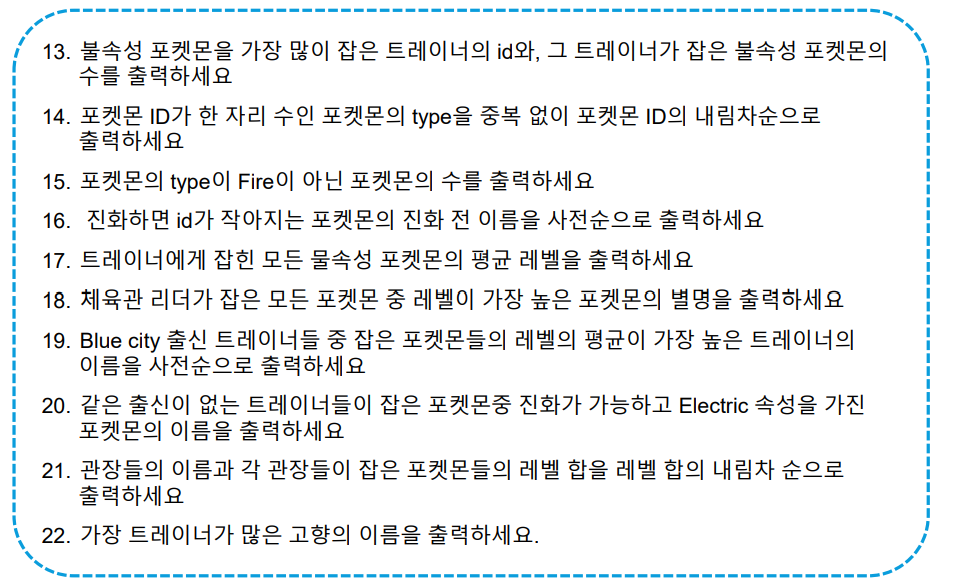 13. 불속성 포켓몬을 가장 많이 잡은 트레이너의 id와, 그 트레이너가 잡은 불속성 포켓몬의
수를 출력하세요
14. 포켓몬 ID가 한 자리 수인 포켓몬의 type을 중복 없이 포켓몬 ID의 내림차순으로
출력하세요
15. 포켓몬의 type이 Fire이 아닌 포켓몬의 수를 출력하세요
16. 진화하면 id가 작아지는 포켓몬의 진화 전 이름을 사전순으로 출력하세요
17. 트레이너에게 잡힌 모든 물속성 포켓몬의 평균 레벨을 출력하세요
18. 체육관 리더가 잡은 모든 포켓몬 중 레벨이 가장 높은 포켓몬의 별명을 출력하세요
19. Blue city 출신 트레이너들 중 잡은 포켓몬들의 레벨의 평균이 가장 높은 트레이너의
이름을 사전순으로 출력하세요
20. 같은 출신이 없는 트레이너들이 잡은 포켓몬중 진화가 가능하고 Electric 속성을 가진
포켓몬의 이름을 출력하세요
21. 관장들의 이름과 각 관장들이 잡은 포켓몬들의 레벨 합을 레벨 합의 내림차 순으로
출력하세요
22. 가장 트레이너가 많은 고향의 이름을 출력하세요.